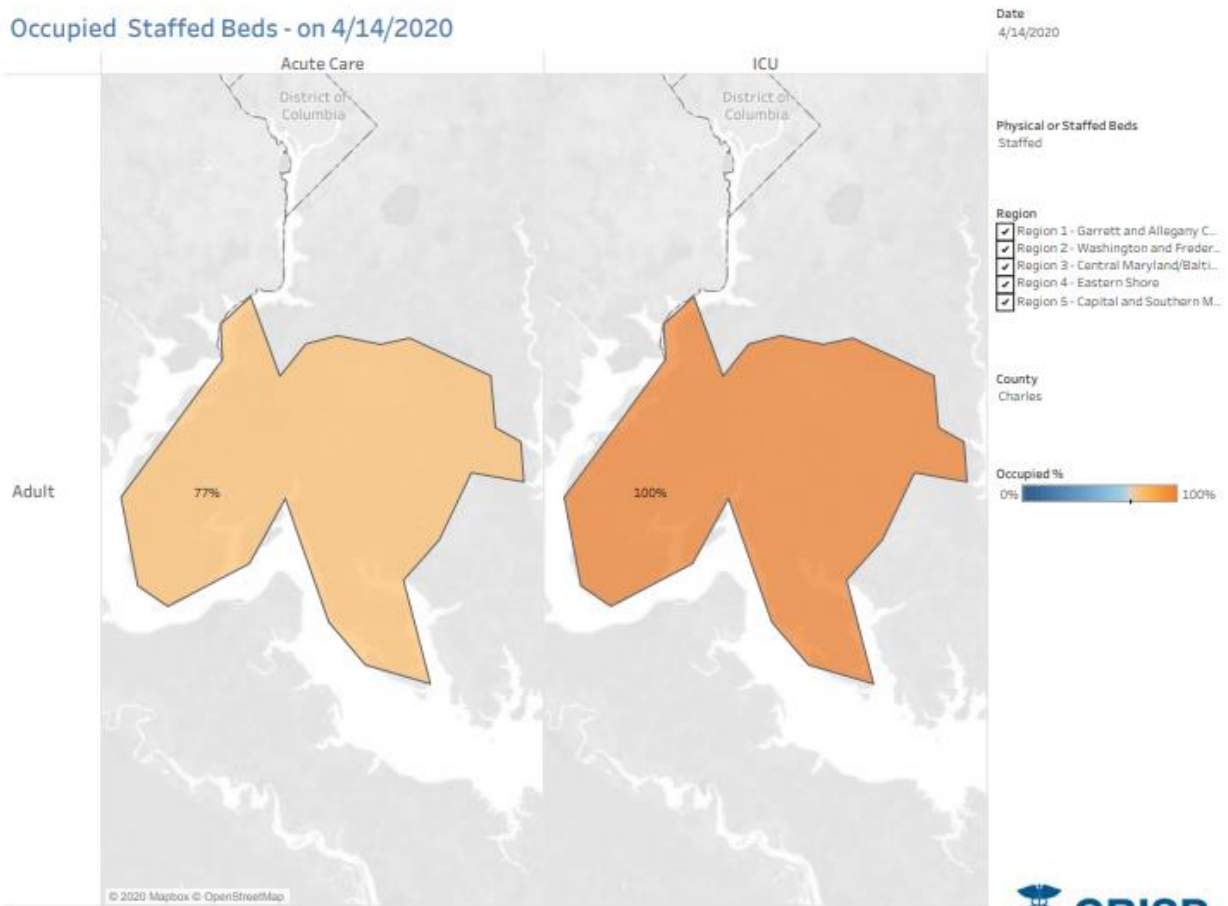 Occupied Staffed Beds - on 4/14/2020
Acute Care
ICU
District of
Columbia
District of
Columbia
Adult
77%
100%
© 2020 Mapbox © OpenStreetMap
Date
4/14/2020
Physical or Staffed Beds
Staffed
Region
Region 1 - Garrett and Allegany C...
Region 2 - Washington and Freder...
Region 3 - Central Maryland/Balti...
Region 4 - Eastern Shore
Region 5 - Capital and Southern M...
County
Charles
Occupied %
0%
100%
CRISP